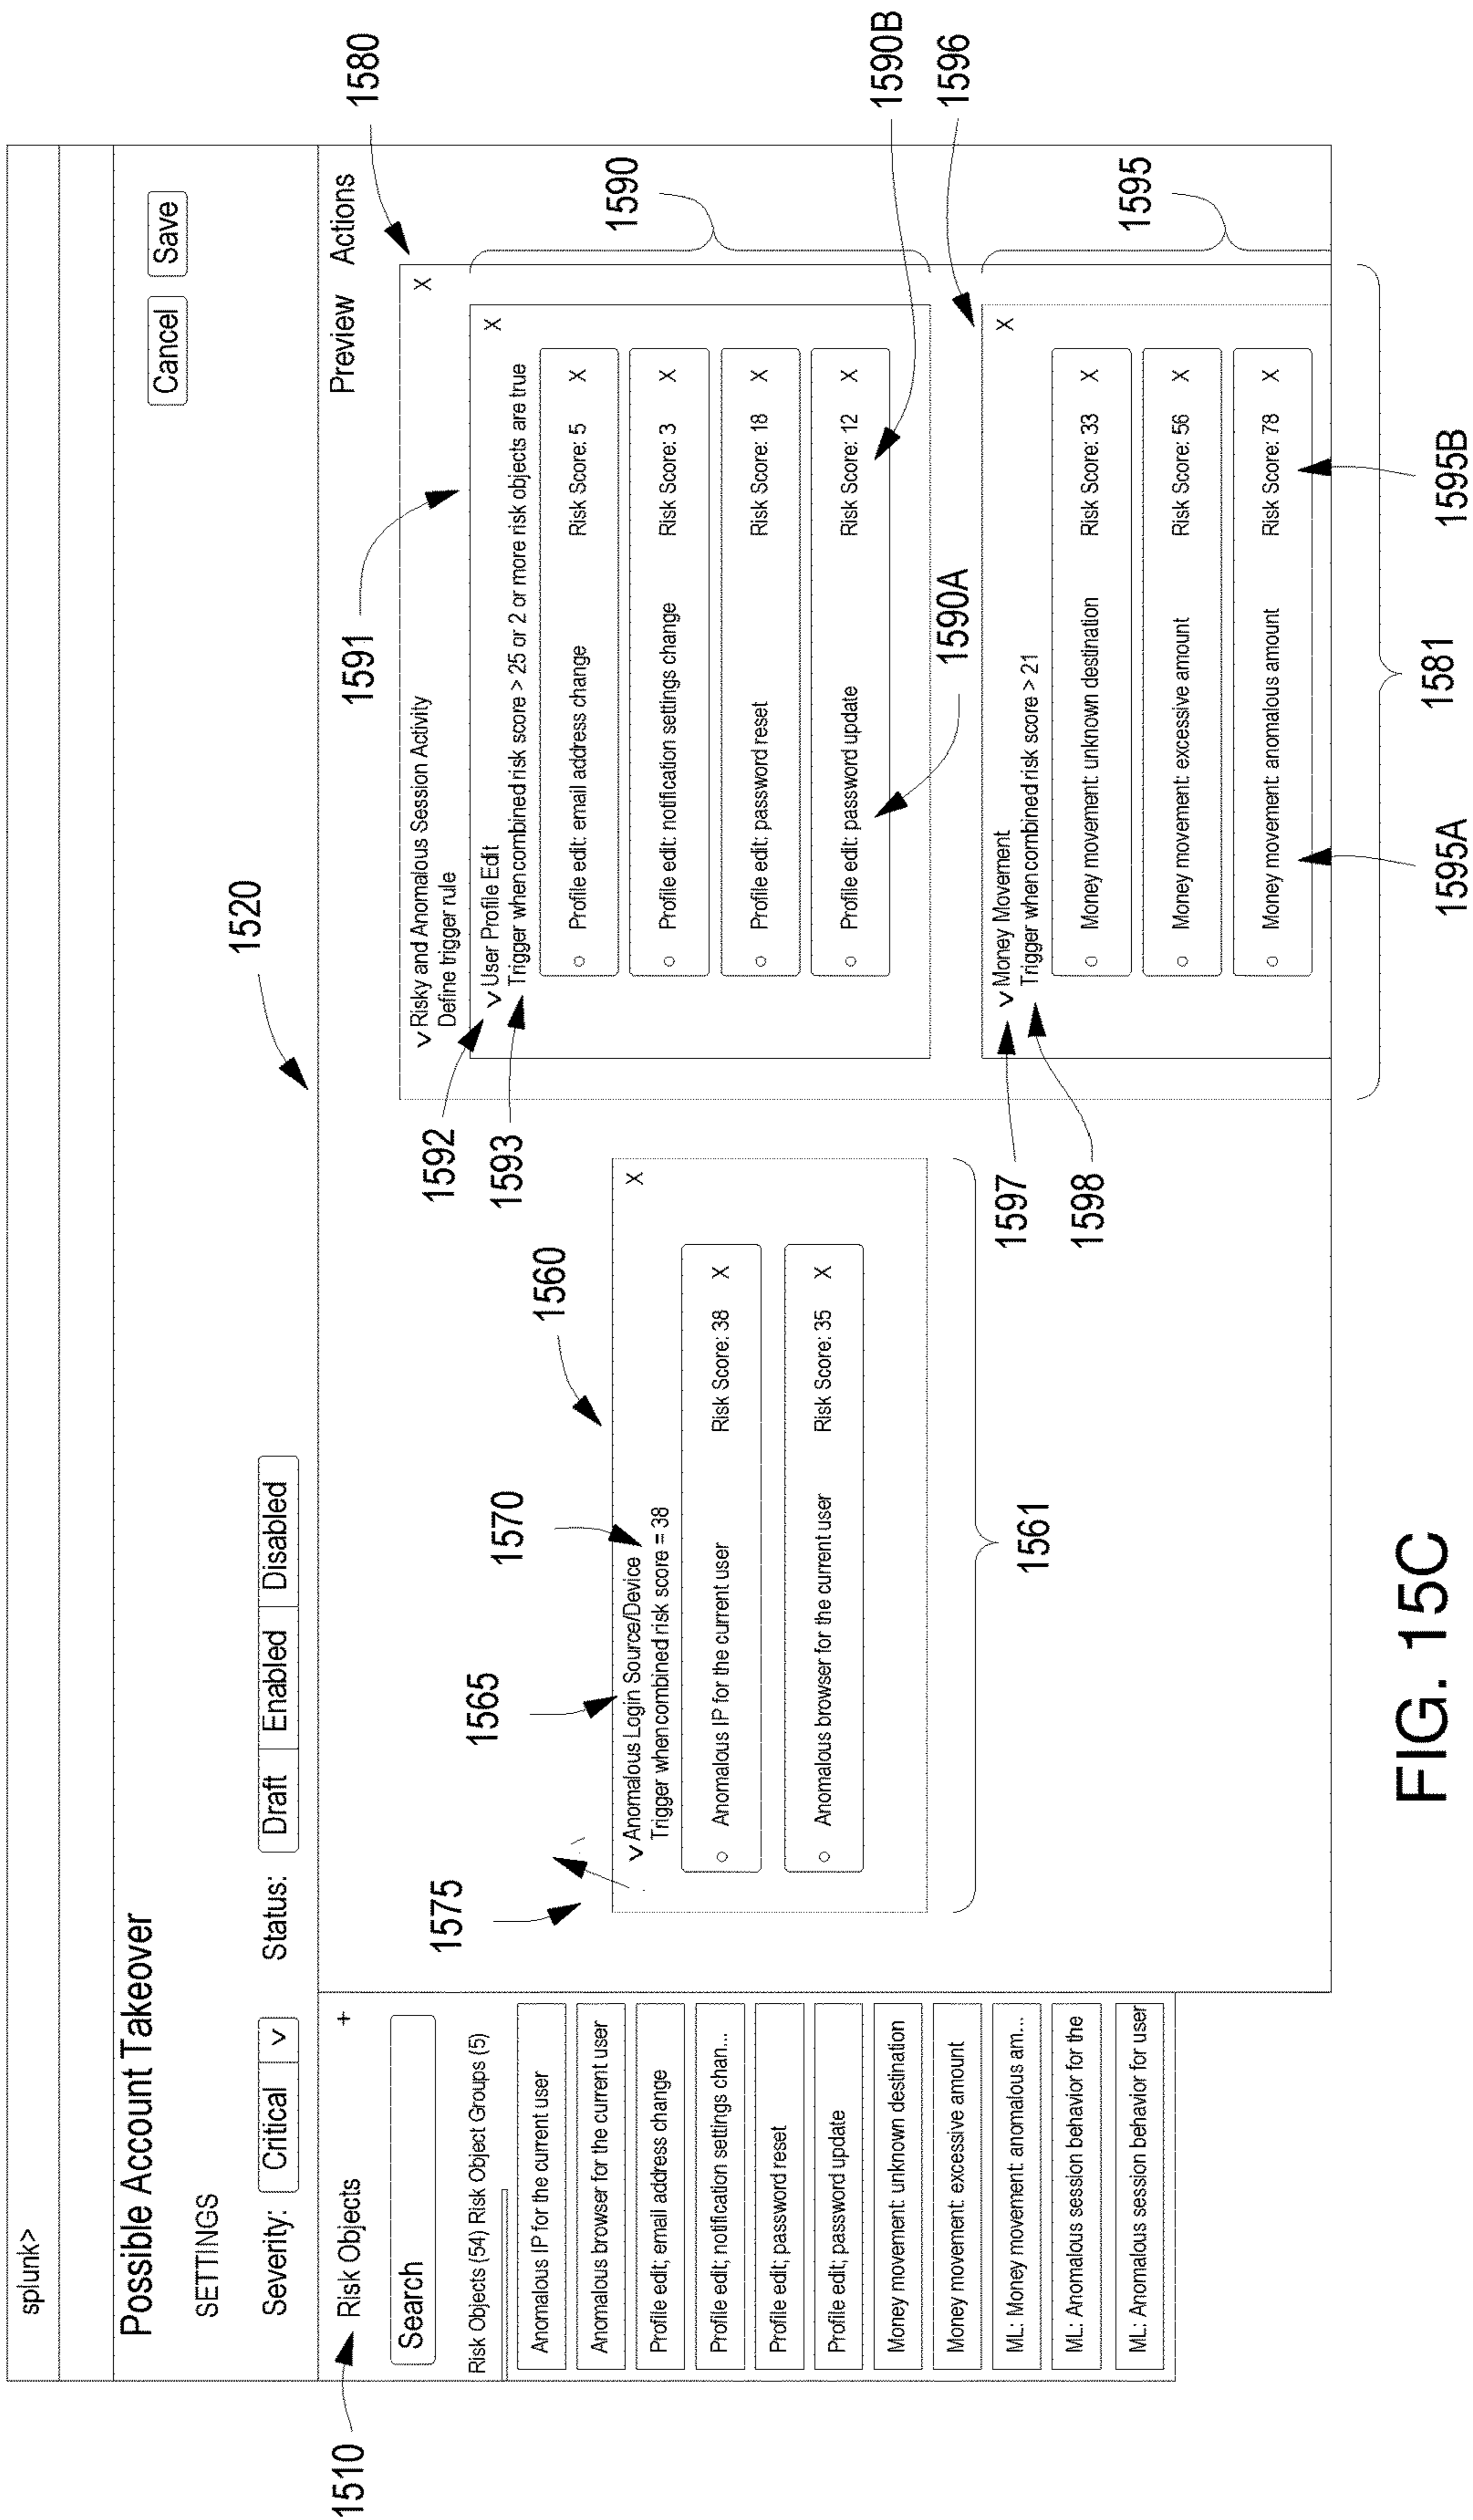 splunk>
Possible Account Takeover
Cancel
Save
SETTINGS
Severity:
Critical
v
Status:
Draft
Enabled
Disabled
1520
1510
Risk Objects
+
Preview
Actions
Search
Risk Objects (54) Risk Object Groups (5)
Anomalous IP for the current user
Anomalous browser for the current user
Profile edit; email address change
Profile edit; notification settings chan...
Profile edit; password reset
Profile edit; password update
Money movement: unknown destination
Money movement: excessive amount
ML: Money movement: anomalous am...
ML: Anomalous session behavior for the
ML: Anomalous session behavior for user
1575
1565
1570
1560
v Anomalous Login Source/Device
X
Trigger when combined risk score = 38
Anomalous IP for the current user
Risk Score: 38
X
Anomalous browser for the current user
Risk Score: 35
X
1561
1580
1591
v Risky and Anomalous Session Activity
X
Define trigger rule
1592
v User Profile Edit
X
1593
Trigger when combined risk score > 25 or 2 or more risk objects are true
1590
Profile edit: email address change
Risk Score: 5
X
Profile edit: notification settings change
Risk Score: 3
X
Profile edit; password reset
Risk Score: 18
X
Profile edit: password update
Risk Score: 12
X
1590B
1590A
1596
1597
v Money Movement
X
1598
Trigger when combined risk score > 21
1595
Money movement: unknown destination
Risk Score: 33
X
Money movement: excessive amount
Risk Score: 56
X
Money movement: anomalous amount
Risk Score: 78
X
1595A
1581
1595B
FIG. 15C